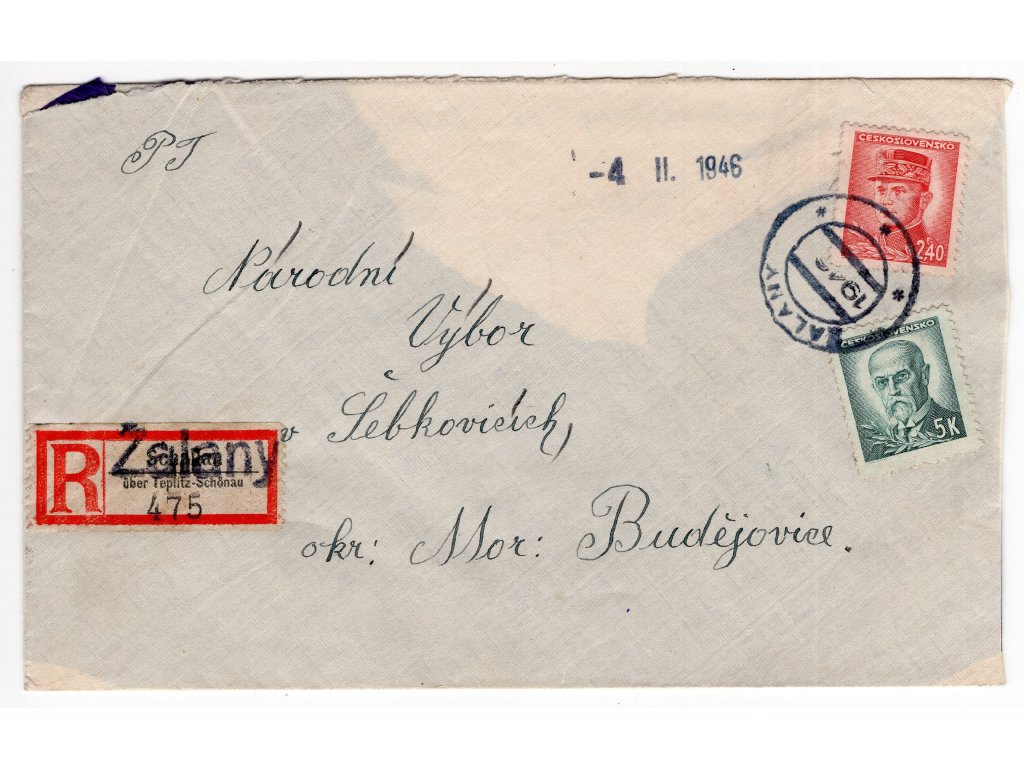 PT
-4 II. 1946
ČESKOSLOVENSKO
2,40
1946
ŽALANY
ČESKOSLOVENSKO
5K
Národní
Výbor
v Šebkovicích,
okr: Mor: Budějovice.
R
Žalany
über Teplitz-Schönau
475